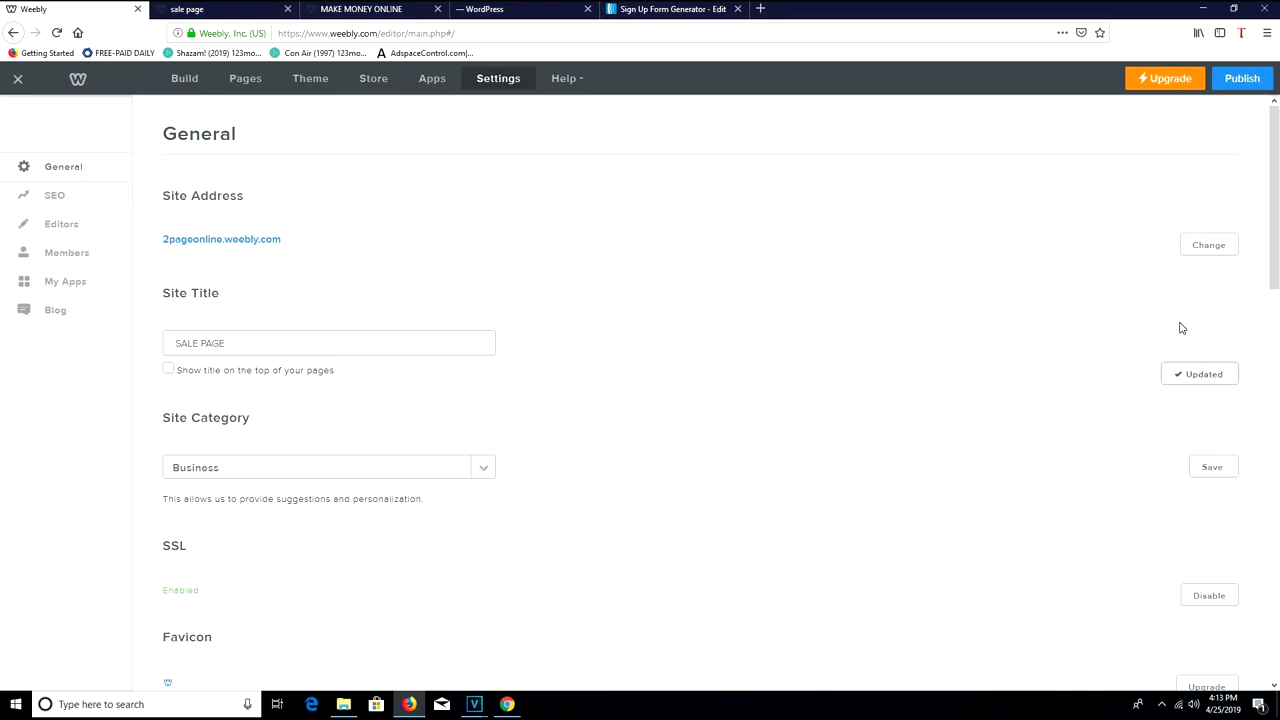 Weebly
sale page
MAKE MONEY ONLINE
— WordPress
Sign Up Form Generator - Edit
Weebly, Inc. (US)
https://www.weebly.com/editor/main.php#/
Getting Started
FREE-PAID DAILY
Shazam! (2019) 123mo...
Con Air (1997) 123mo...
AdspaceControl.com|...
Build
Pages
Theme
Store
Apps
Settings
Help
Upgrade
Publish
General
SEO
Editors
Members
My Apps
Blog
General
Site Address
2pageonline.weebly.com
Change
Site Title
SALE PAGE
Show title on the top of your pages
Updated
Site Category
Business
Save
This allows us to provide suggestions and personalization.
SSL
Enabled
Disable
Favicon
Upgrade
Type here to search
4:13 PM
4/25/2019